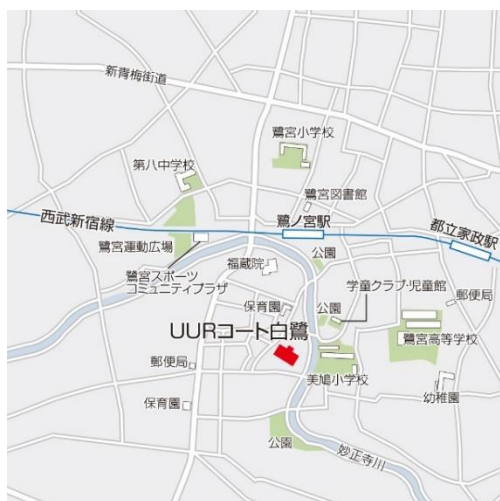 新青梅街道
鷺宮小学校
第八中学校
鷺宮図書館
西武新宿線
鷺ノ宮駅
都立家政駅
鷺宮運動広場
鷺宮スポーツ
コミュニティプラザ
福蔵院
公園
学童クラブ・児童館
郵便局
保育園
公園
UURコート白鷺
鷺宮高等学校
郵便局
美鳩小学校
幼稚園
保育園
公園
妙正寺川